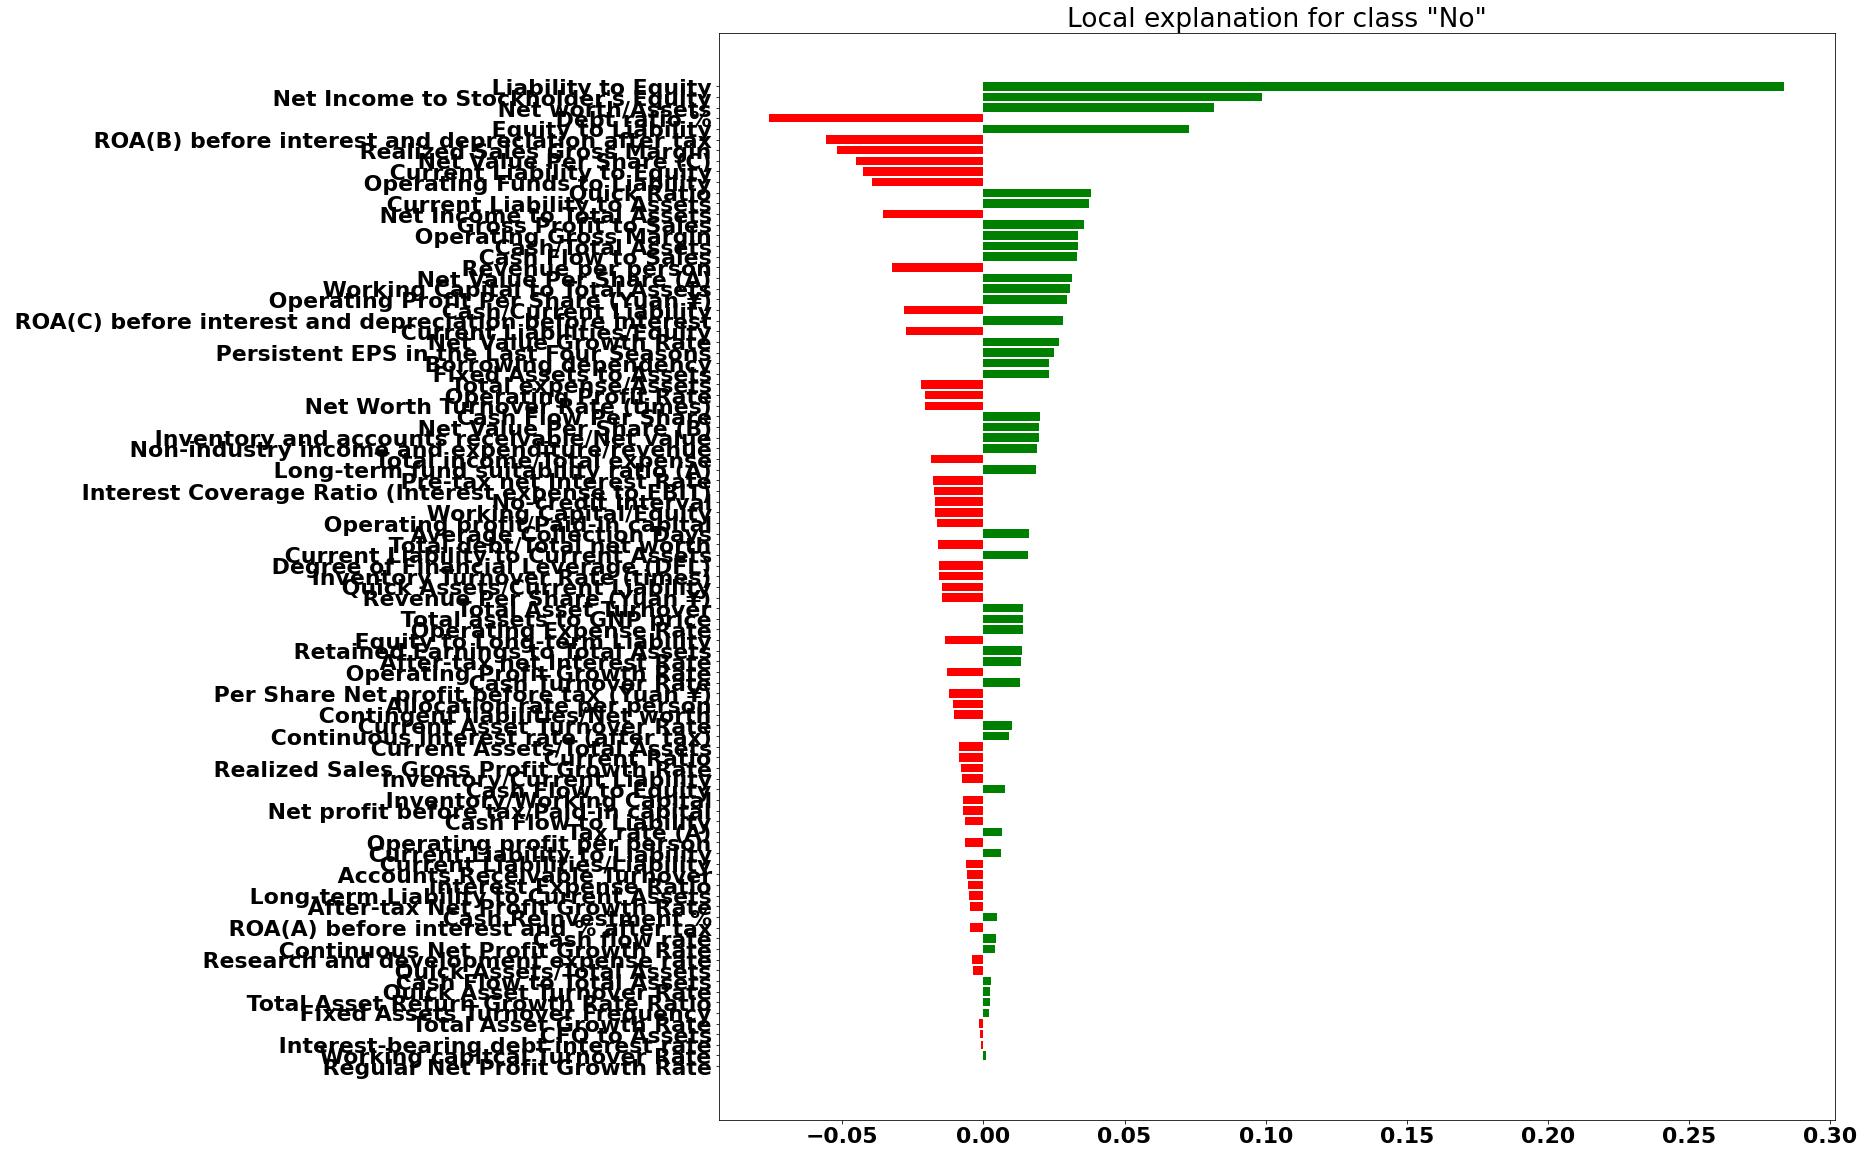 Local explanation for class "No"
Liability to Equity
Net Income to Stockholder's Equity
Net worth/Assets
Debt ratio %
Equity to Liability
ROA(B) before interest and depreciation after tax
Realized Sales Gross Margin
Net Value Per Share (C)
Current Liability to Equity
Operating Funds to Liability
Quick Ratio
Current Liability to Assets
Net Income to Total Assets
Gross Profit to Sales
Operating Gross Margin
Cash/Total Assets
Cash Flow to Sales
Revenue per person
Net Value Per Share (A)
Working Capital to Total Assets
Operating Profit Per Share (Yuan ¥)
Cash/Current Liability
ROA(C) before interest and depreciation before interest
Current Liabilities/Equity
Net Value Growth Rate
Persistent EPS in the Last Four Seasons
Borrowing dependency
Fixed Assets to Assets
Total expense/Assets
Operating Profit Rate
Net Worth Turnover Rate (times)
Cash Flow Per Share
Net Value Per Share (B)
Inventory and accounts receivable/Net value
Non-industry income and expenditure/revenue
Total income/Total expense
Long-term fund suitability ratio (A)
Pre-tax net Interest Rate
Interest Coverage Ratio (Interest expense to EBIT)
No-credit Interval
Working Capital/Equity
Operating profit/Paid-in capital
Average Collection Days
Total debt/Total net worth
Current Liability to Current Assets
Degree of Financial Leverage (DFL)
Inventory Turnover Rate (times)
Quick Assets/Current Liability
Revenue Per Share (Yuan ¥)
Total Asset Turnover
Total assets to GNP price
Operating Expense Rate
Equity to Long-term Liability
Retained Earnings to Total Assets
After-tax net Interest Rate
Operating Profit Growth Rate
Cash Turnover Rate
Per Share Net profit before tax (Yuan ¥)
Allocation rate per person
Contingent liabilities/Net worth
Current Asset Turnover Rate
Continuous interest rate (after tax)
Current Assets/Total Assets
Current Ratio
Realized Sales Gross Profit Growth Rate
Inventory/Current Liability
Cash Flow to Equity
Inventory/Working Capital
Net profit before tax/Paid-in capital
Cash Flow to Liability
Tax rate (A)
Operating profit per person
Current Liability to Liability
Current Liabilities/Liability
Accounts Receivable Turnover
Interest Expense Ratio
Long-term Liability to Current Assets
After-tax Net Profit Growth Rate
Cash Reinvestment %
ROA(A) before interest and % after tax
Cash flow rate
Continuous Net Profit Growth Rate
Research and development expense rate
Quick Assets/Total Assets
Cash Flow to Total Assets
Quick Asset Turnover Rate
Total Asset Return Growth Rate Ratio
Fixed Assets Turnover Frequency
Total Asset Growth Rate
CFO to Assets
Interest-bearing debt interest rate
Working capitcal Turnover Rate
Regular Net Profit Growth Rate
−0.05 0.00 0.05 0.10 0.15 0.20 0.25 0.30